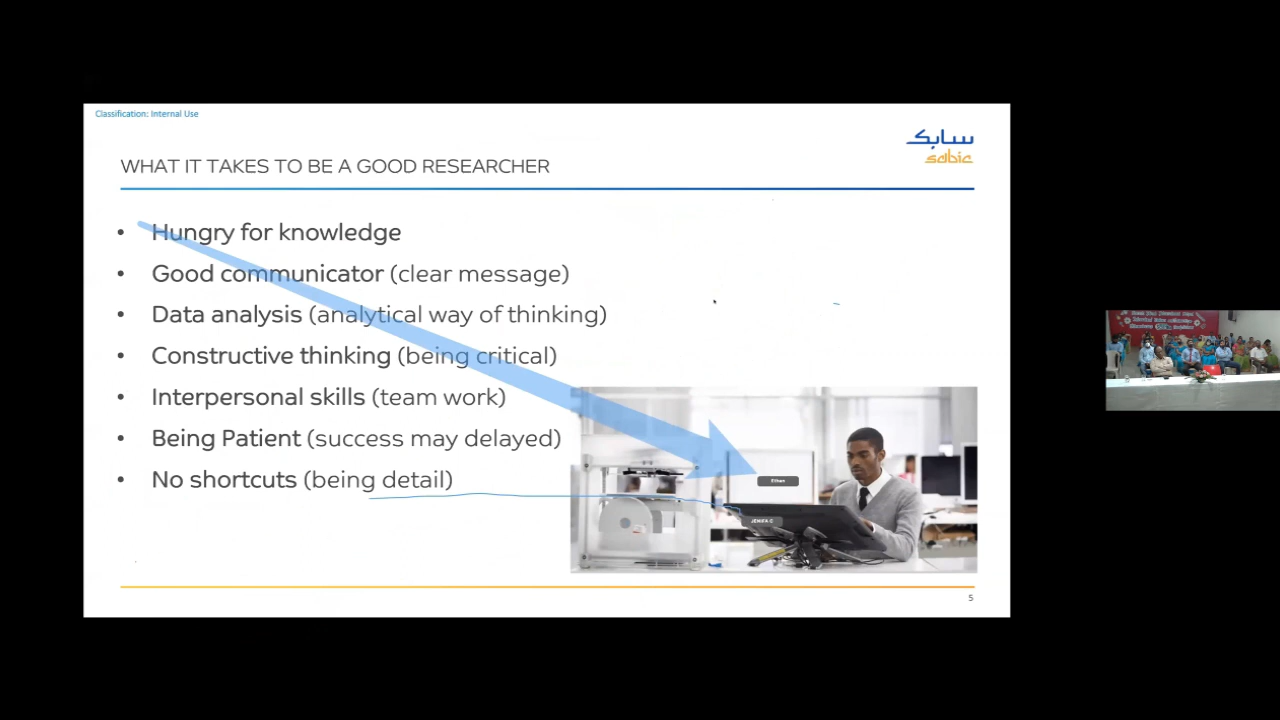 Classification: Internal Use
سابك
sabic
WHAT IT TAKES TO BE A GOOD RESEARCHER
• Hungry for knowledge
• Good communicator (clear message)
• Data analysis (analytical way of thinking)
• Constructive thinking (being critical)
• Interpersonal skills (team work)
• Being Patient (success may delayed)
• No shortcuts (being detail)
Ethan
JENIFA G
5